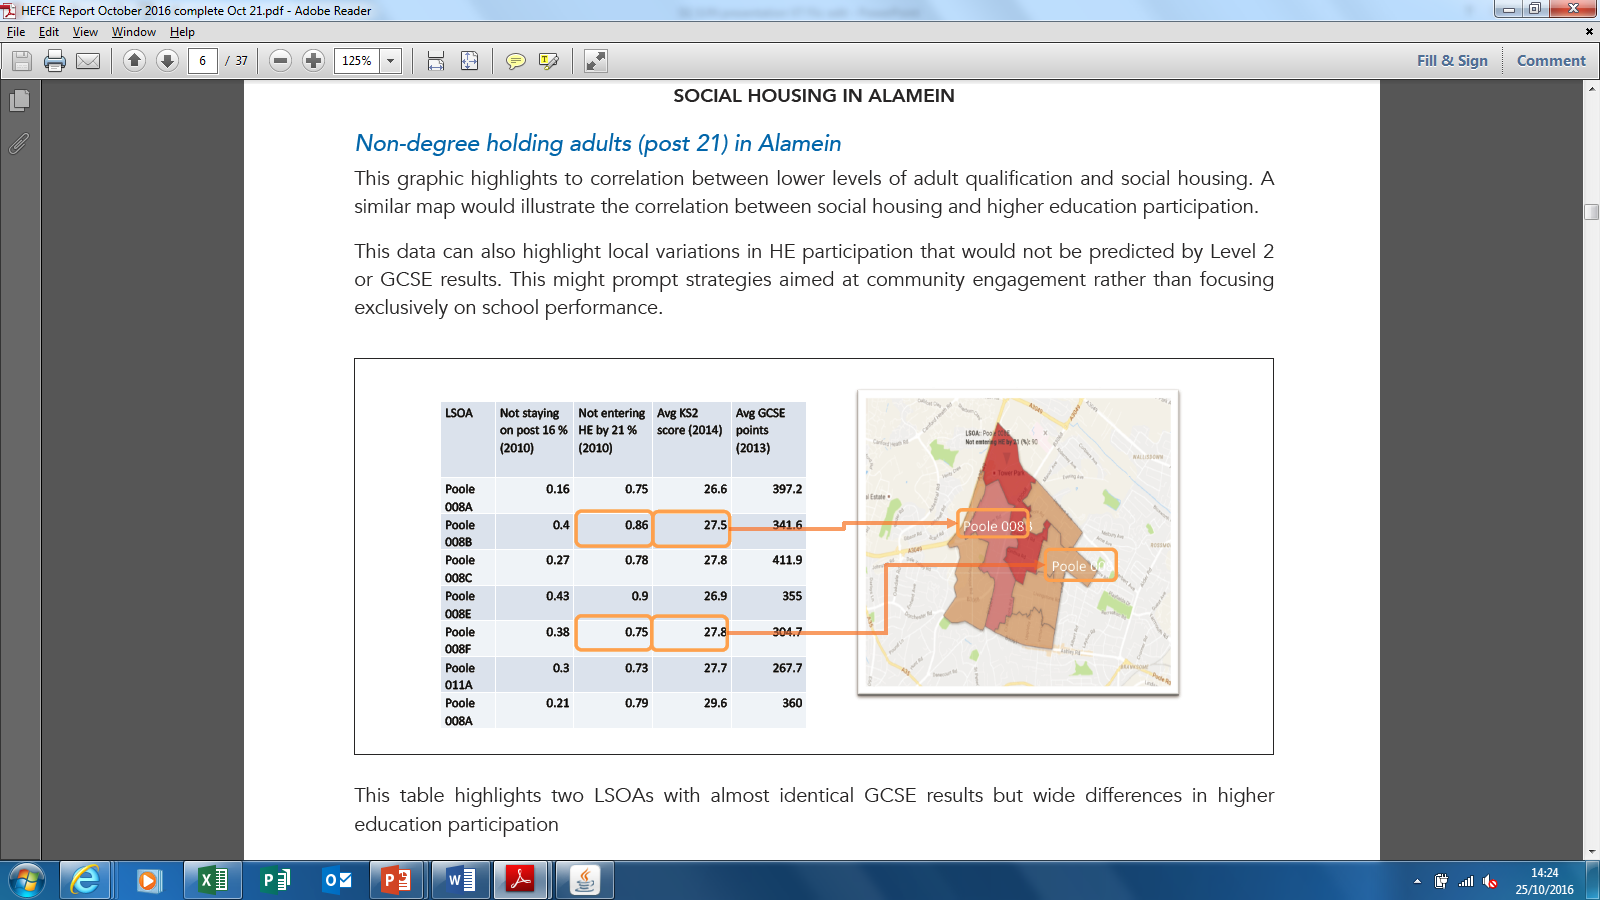 HEFCE Report October 2016 complete Oct 21.pdf - Adobe Reader
File Edit View Window Help
6 / 37 125% Fill & Sign Comment
SOCIAL HOUSING IN ALAMEIN
Non-degree holding adults (post 21) in Alamein
This graphic highlights to correlation between lower levels of adult qualification and social housing. A
similar map would illustrate the correlation between social housing and higher education participation.
This data can also highlight local variations in HE participation that would not be predicted by Level 2
or GCSE results. This might prompt strategies aimed at community engagement rather than focusing
exclusively on school performance.
LSOA Not staying Not entering Avg KS2 Avg GCSE
on post 16 % HE by 21 % score (2014) points
(2010) (2010) (2013)
Poole 0.16 0.75 26.6 397.2
008A
Poole 0.4 0.86 27.5 341.6
008B
Poole 0.27 0.78 27.8 411.9
008C
Poole 0.43 0.9 26.9 355
008E
Poole 0.38 0.75 27.8 304.7
008F
Poole 0.3 0.73 27.7 267.7
011A
Poole 0.21 0.79 29.6 360
008A
LSOA: Poole
Not entering HE by 21 (%): 90
Poole 008
Poole 00
This table highlights two LSOAs with almost identical GCSE results but wide differences in higher
education participation
14:24
25/10/2016